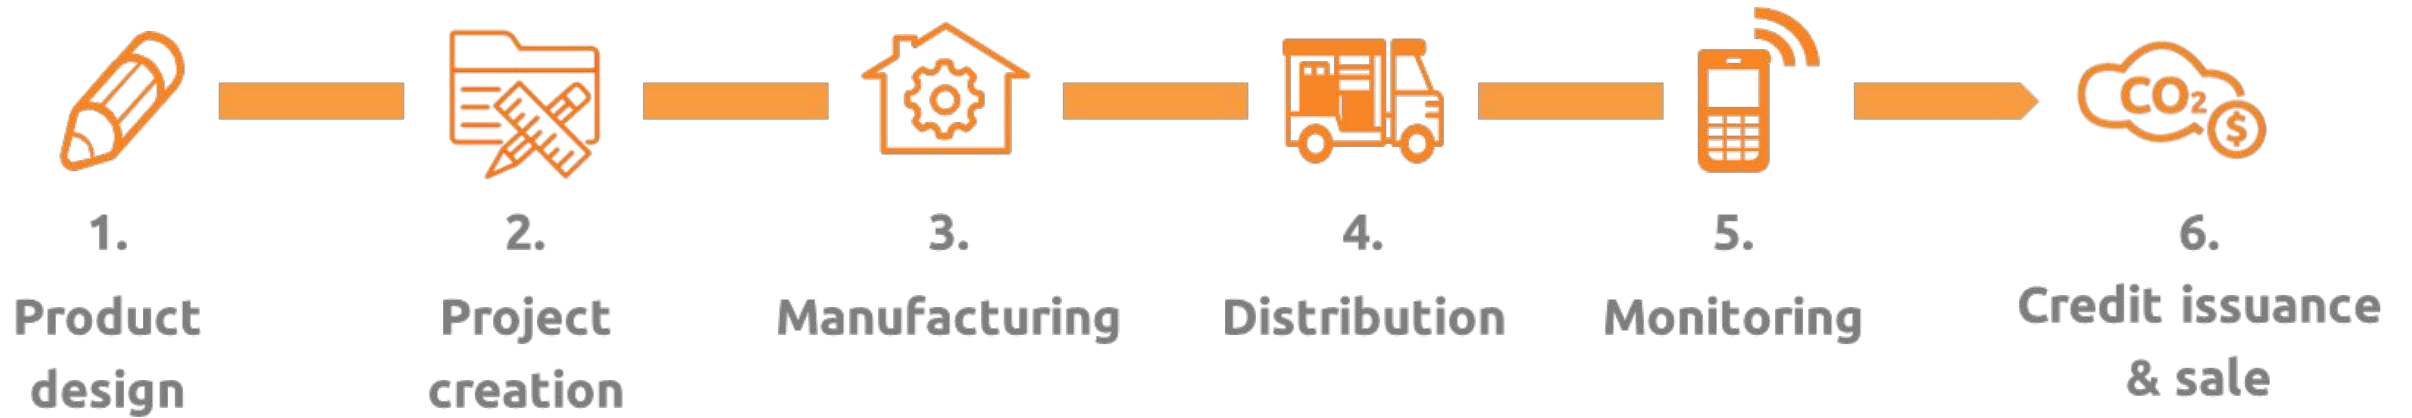 CO2
$
1.
2.
3.
4.
5.
6.
Product
design
Project
creation
Manufacturing
Distribution
Monitoring
Credit issuance
& sale